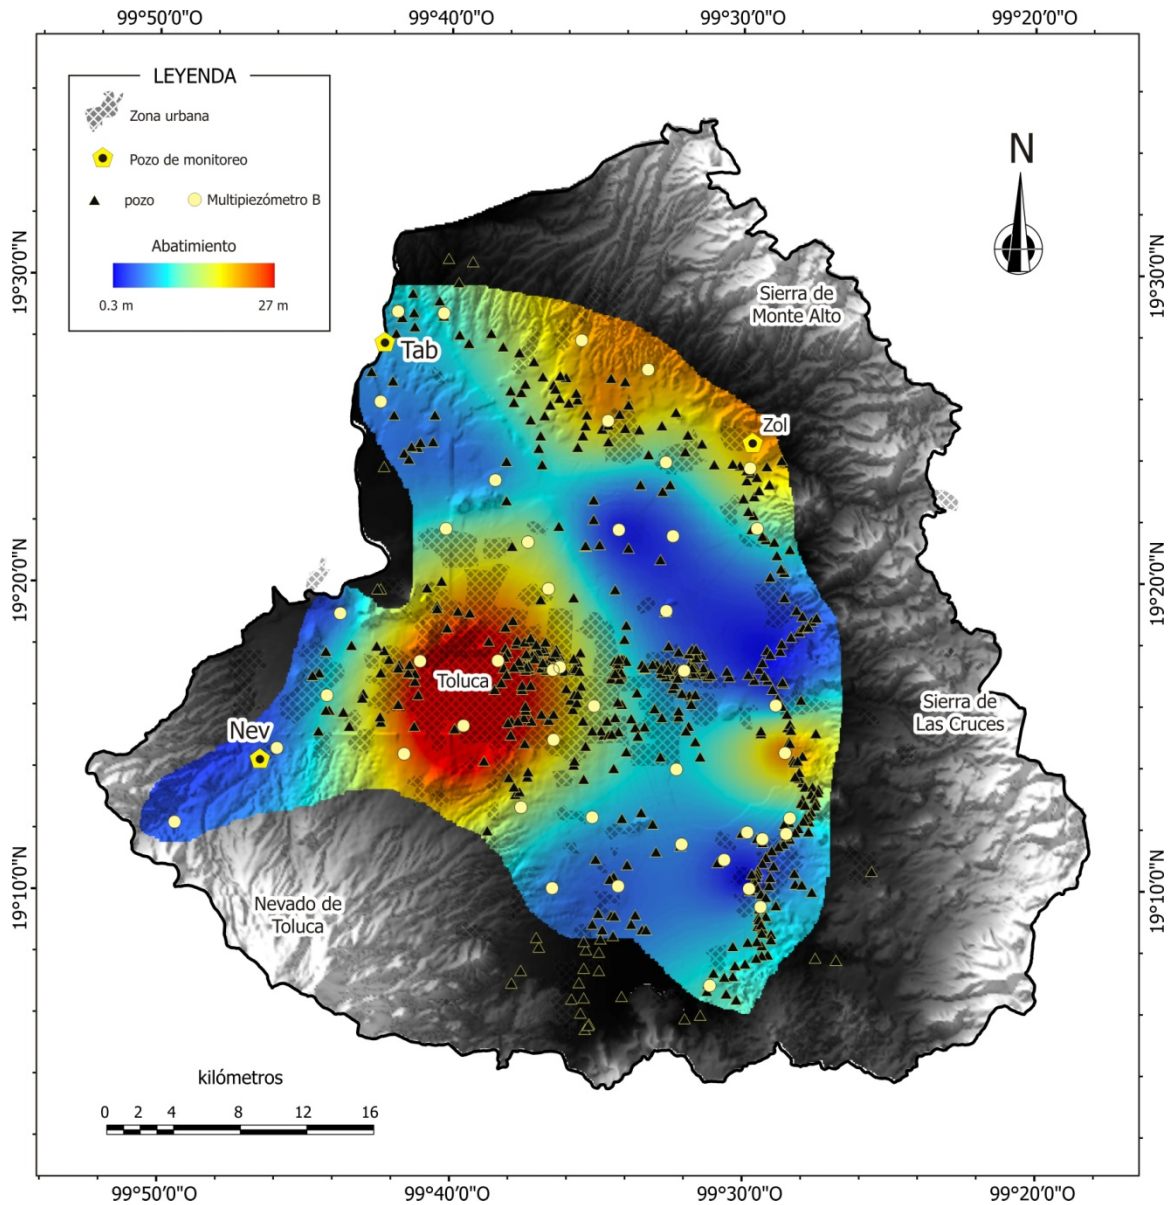 99°50'0"O
99°40'0"O
99°30'0"O
99°20'0"O
LEYENDA
Zona urbana
Pozo de monitoreo
pozo
Multipiezómetro B
Abatimiento
0.3 m
27 m
N
19°30'0"N
19°30'0"N
Sierra de
Monte Alto
Tab
Zol
19°20'0"N
19°20'0"N
Toluca
Nev
Sierra de
Las Cruces
19°10'0"N
19°10'0"N
Nevado de
Toluca
kilómetros
0 2 4 8 12 16
99°50'0"O
99°40'0"O
99°30'0"O
99°20'0"O